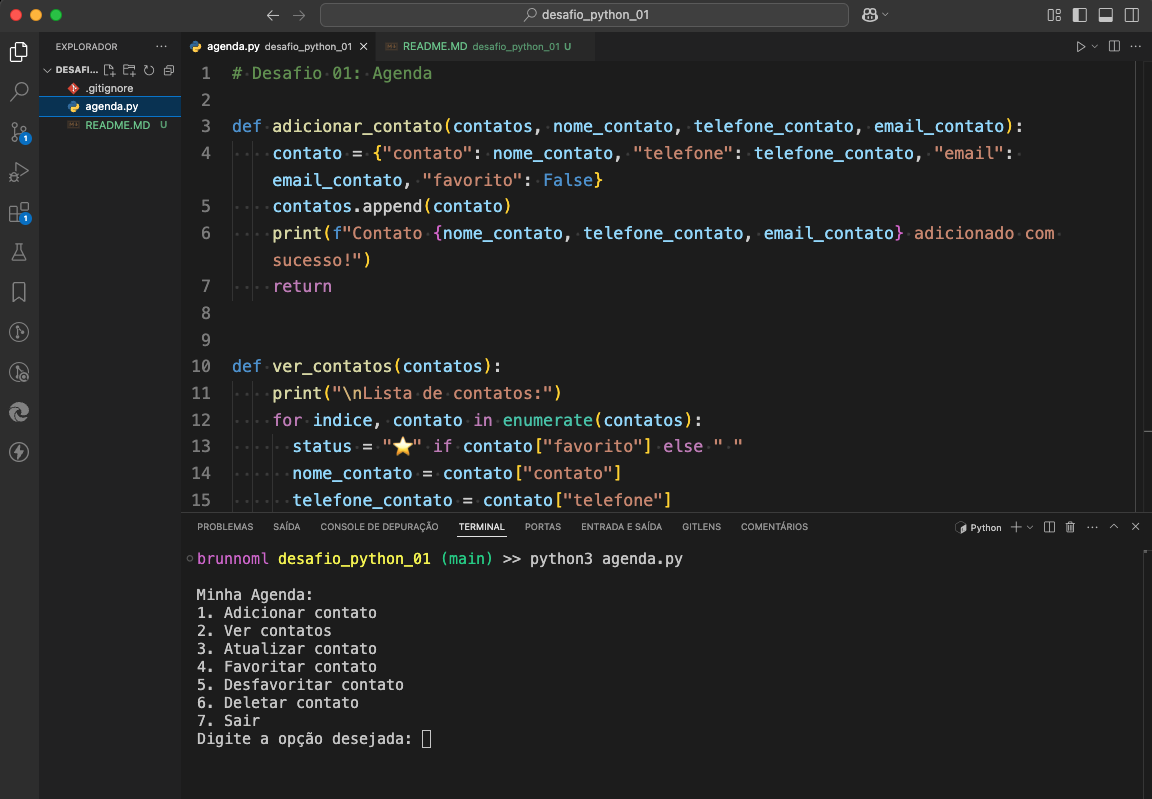 desafio_python_01
EXPLORADOR
DESAFI...
.gitignore
agenda.py
README.MD U
1
1
agenda.py desafio_python_01
README.MD desafio_python_01 U
1 # Desafio 01: Agenda
2
3 def adicionar_contato(contatos, nome_contato, telefone_contato, email_contato):
4 contato = {"contato": nome_contato, "telefone": telefone_contato, "email":
email_contato, "favorito": False}
5 contatos.append(contato)
6 print(f"Contato {nome_contato, telefone_contato, email_contato} adicionado com
sucesso!")
7 return
8
9
10 def ver_contatos(contatos):
11 print("\nLista de contatos:")
12 for indice, contato in enumerate(contatos):
13 status = "⭐" if contato["favorito"] else " "
14 nome_contato = contato["contato"]
15 telefone_contato = contato["telefone"]
PROBLEMAS SAÍDA CONSOLE DE DEPURAÇÃO TERMINAL PORTAS ENTRADA E SAÍDA GITLENS COMENTÁRIOS
Python
brunnoml desafio_python_01 (main) >> python3 agenda.py
Minha Agenda:
1. Adicionar contato
2. Ver contatos
3. Atualizar contato
4. Favoritar contato
5. Desfavoritar contato
6. Deletar contato
7. Sair
Digite a opção desejada: